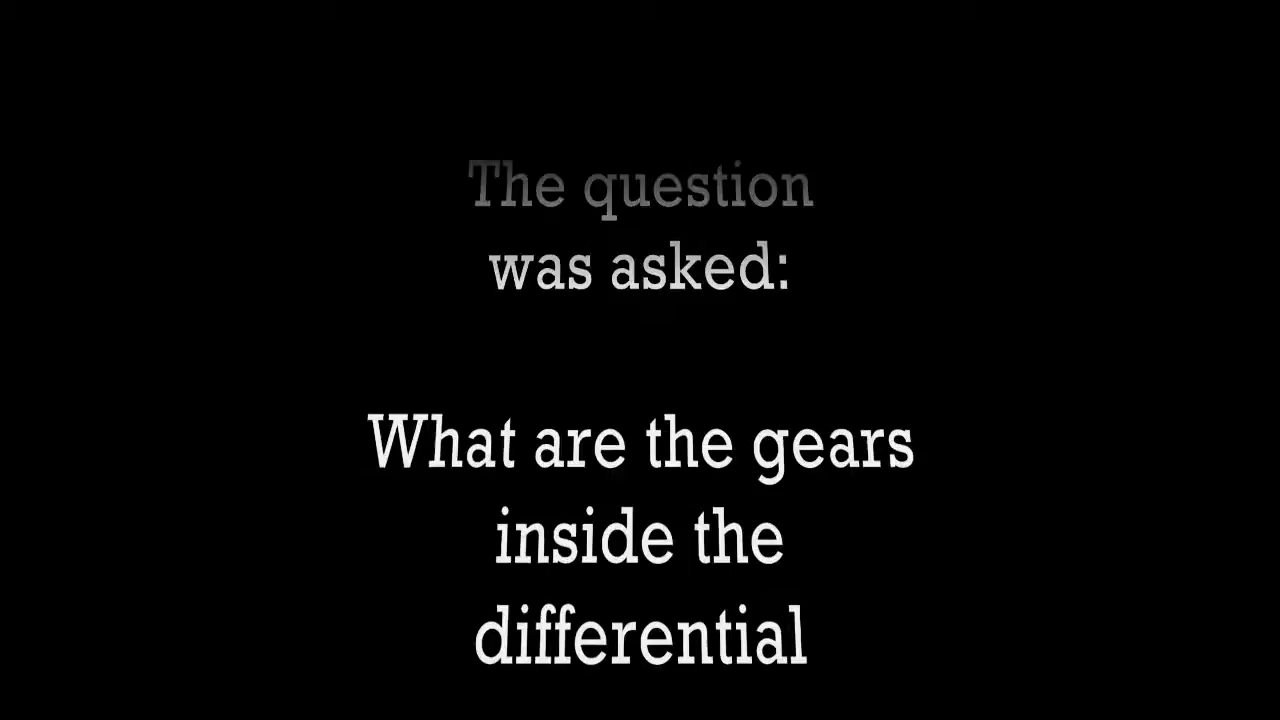 The question
was asked:
What are the gears
inside the
differential